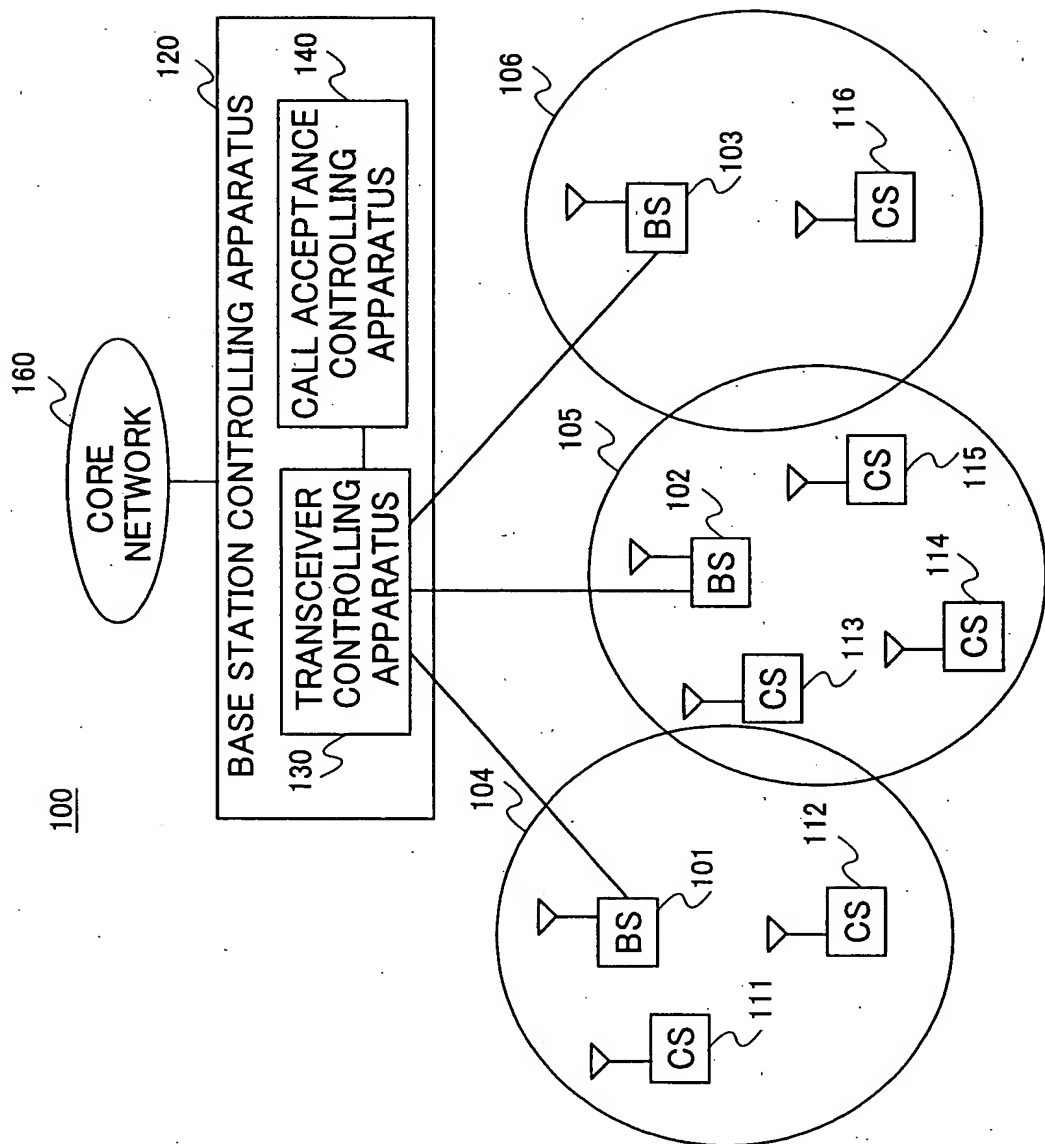 100
160
CORE
NETWORK
120
BASE STATION CONTROLLING APPARATUS
130
TRANSCEIVER
CONTROLLING
APPARATUS
140
CALL ACCEPTANCE
CONTROLLING
APPARATUS
104
BS
101
CS
111
CS
112
105
BS
102
CS
113
CS
114
CS
115
106
BS
103
CS
116